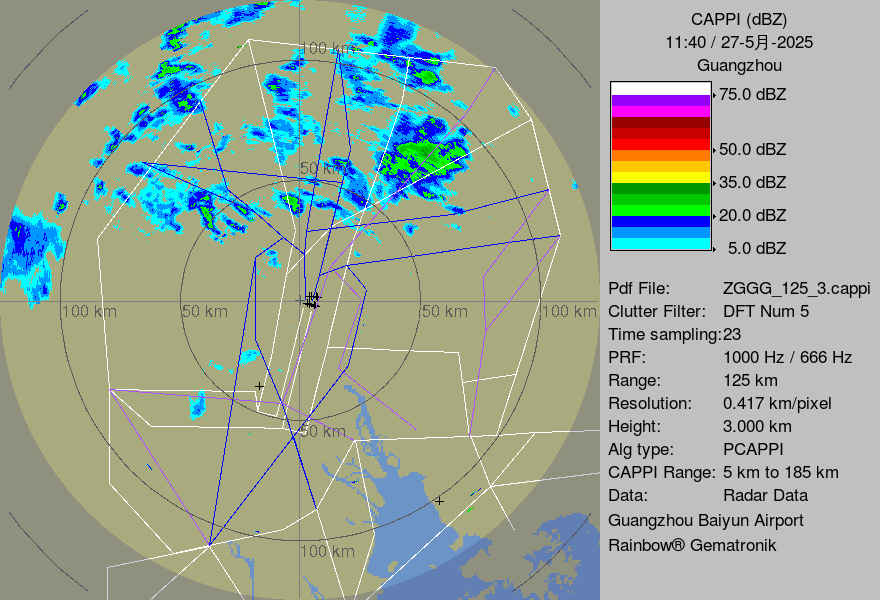 CAPPI (dBZ)
11:40 / 27-5月-2025
Guangzhou
75.0 dBZ
50.0 dBZ
35.0 dBZ
20.0 dBZ
5.0 dBZ
Pdf File: ZGGG_125_3.cappi
Clutter Filter: DFT Num 5
Time sampling:23
PRF: 1000 Hz / 666 Hz
Range: 125 km
Resolution: 0.417 km/pixel
Height: 3.000 km
Alg type: PCAPPI
CAPPI Range: 5 km to 185 km
Data: Radar Data
Guangzhou Baiyun Airport
Rainbow® Gematronik
100 km
50 km
100 km
50 km
50 km
100 km
50 km
100 km